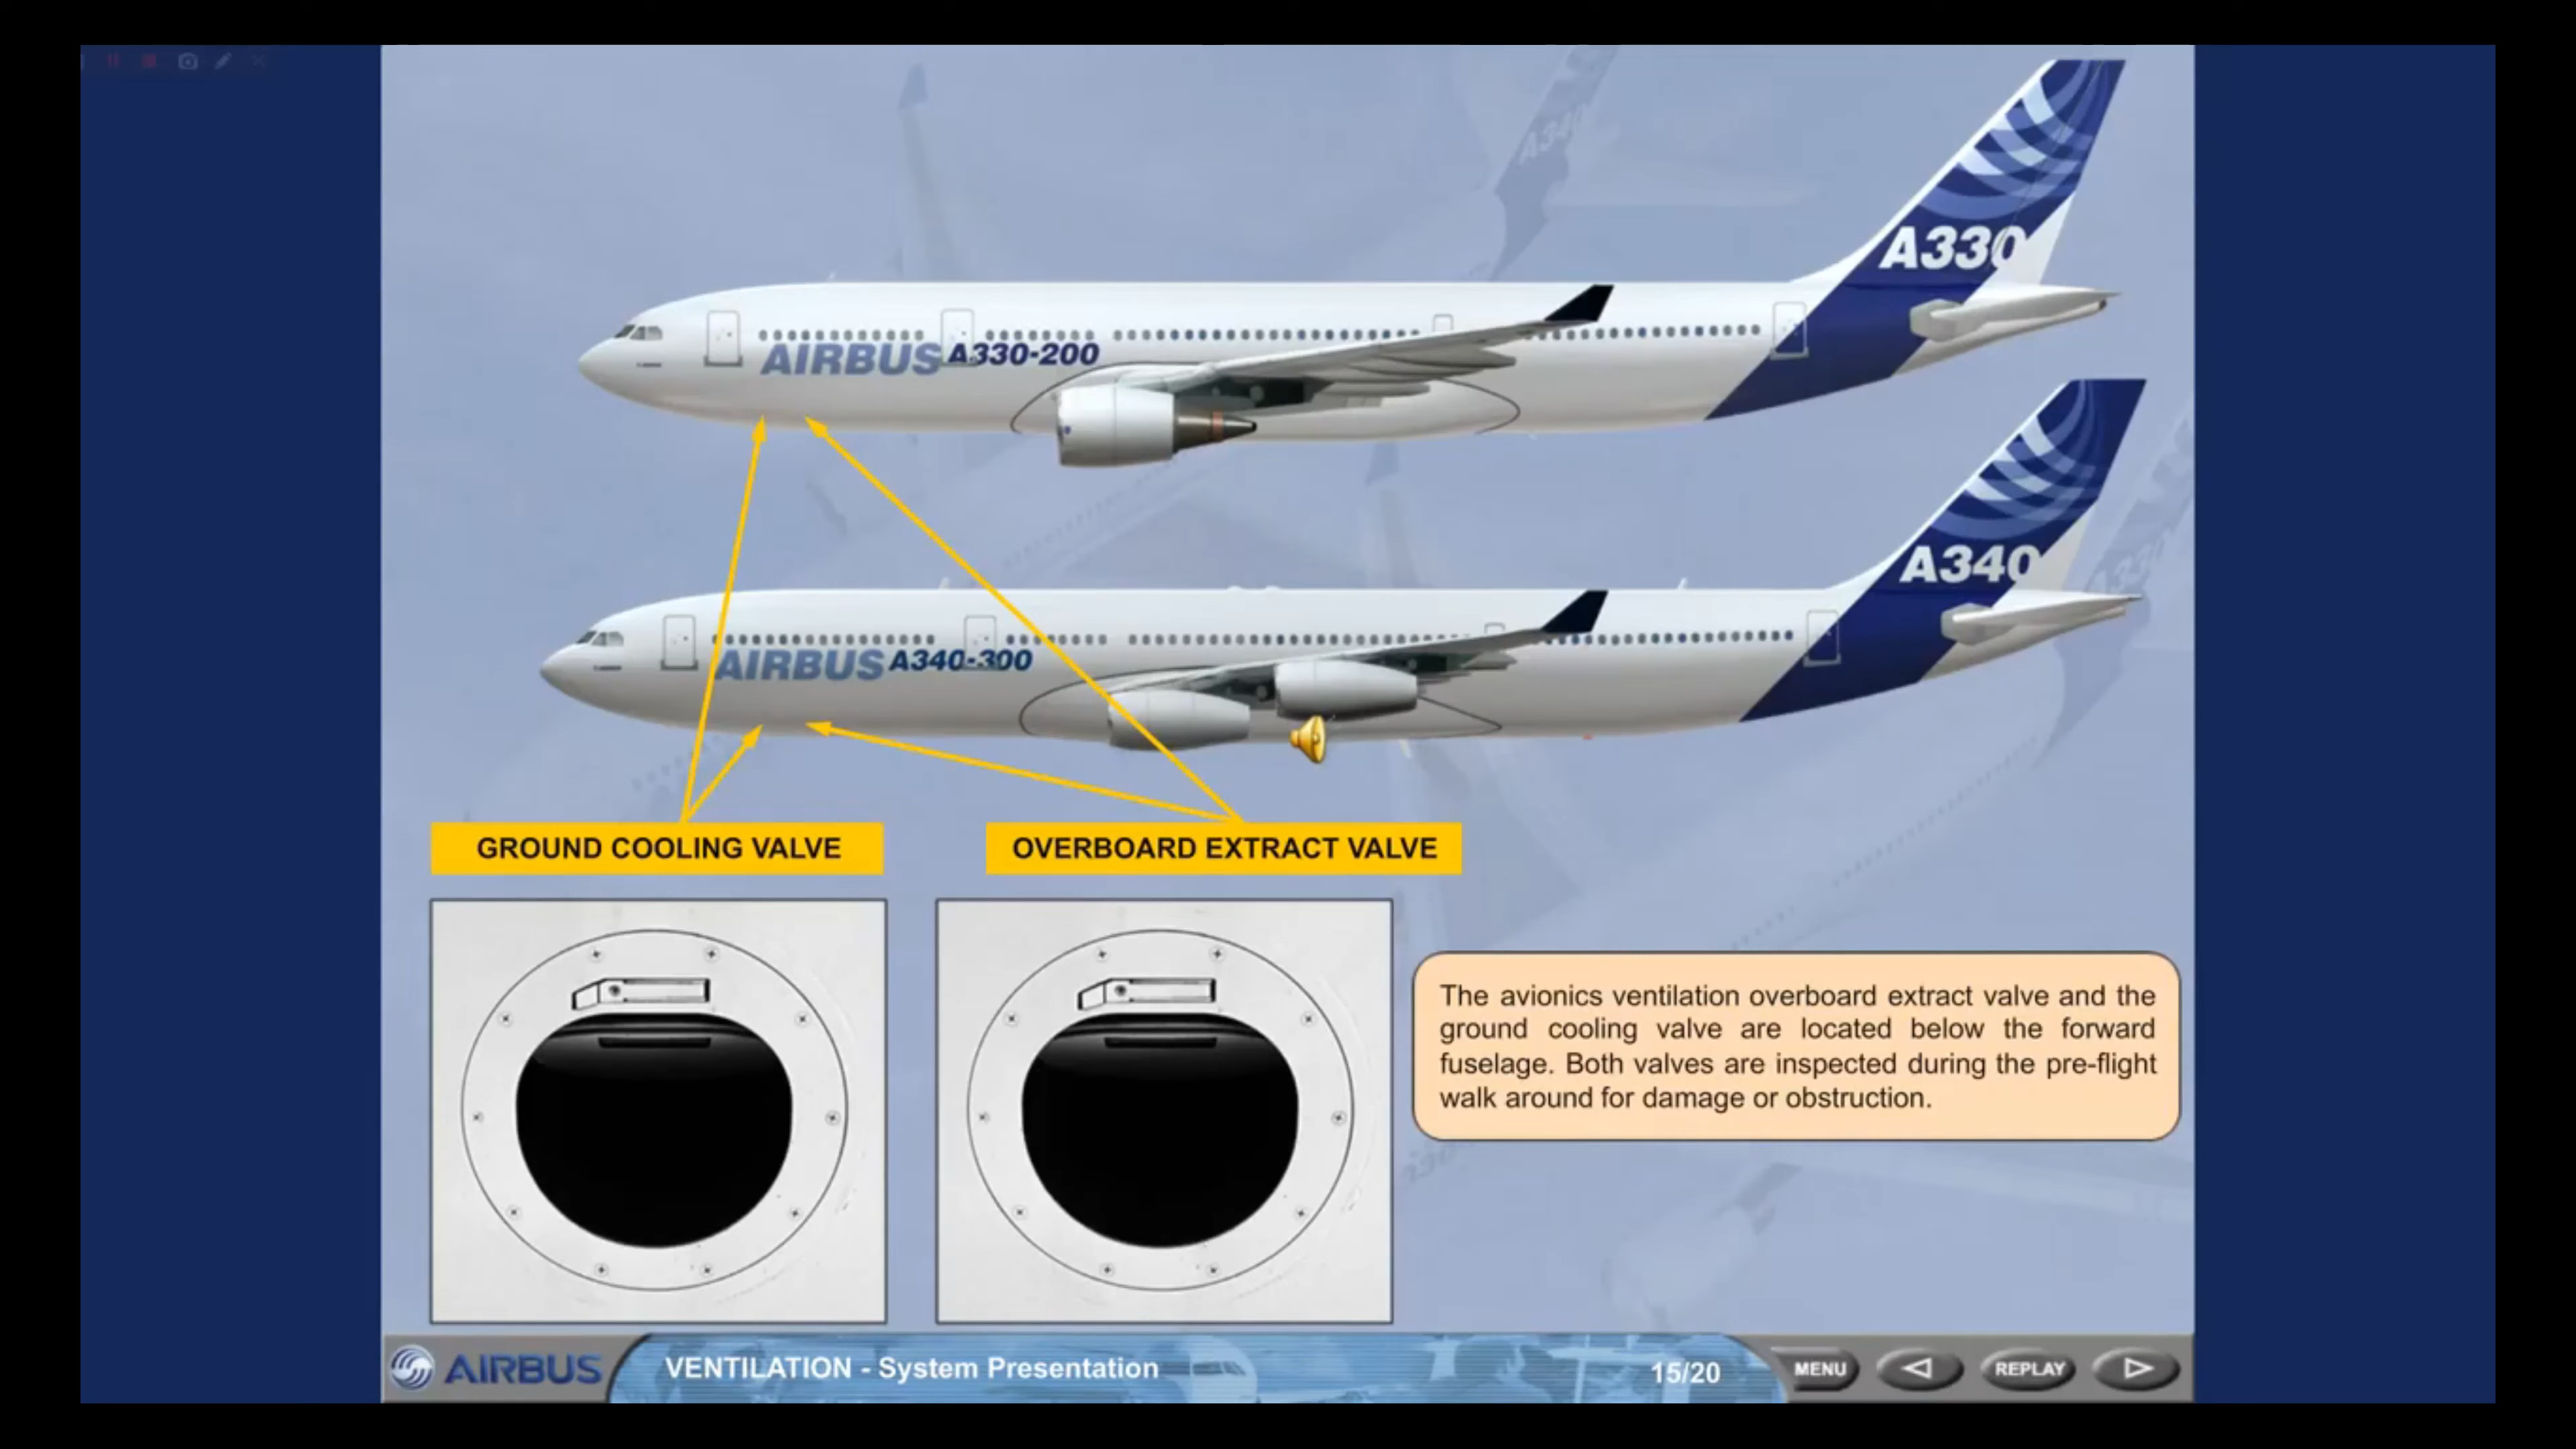 A330
AIRBUS A330-200
A340
AIRBUS A340-300
GROUND COOLING VALVE
OVERBOARD EXTRACT VALVE
The avionics ventilation overboard extract valve and the
ground cooling valve are located below the forward
fuselage. Both valves are inspected during the pre-flight
walk around for damage or obstruction.
AIRBUS
VENTILATION - System Presentation
15/20
MENU
REPLAY